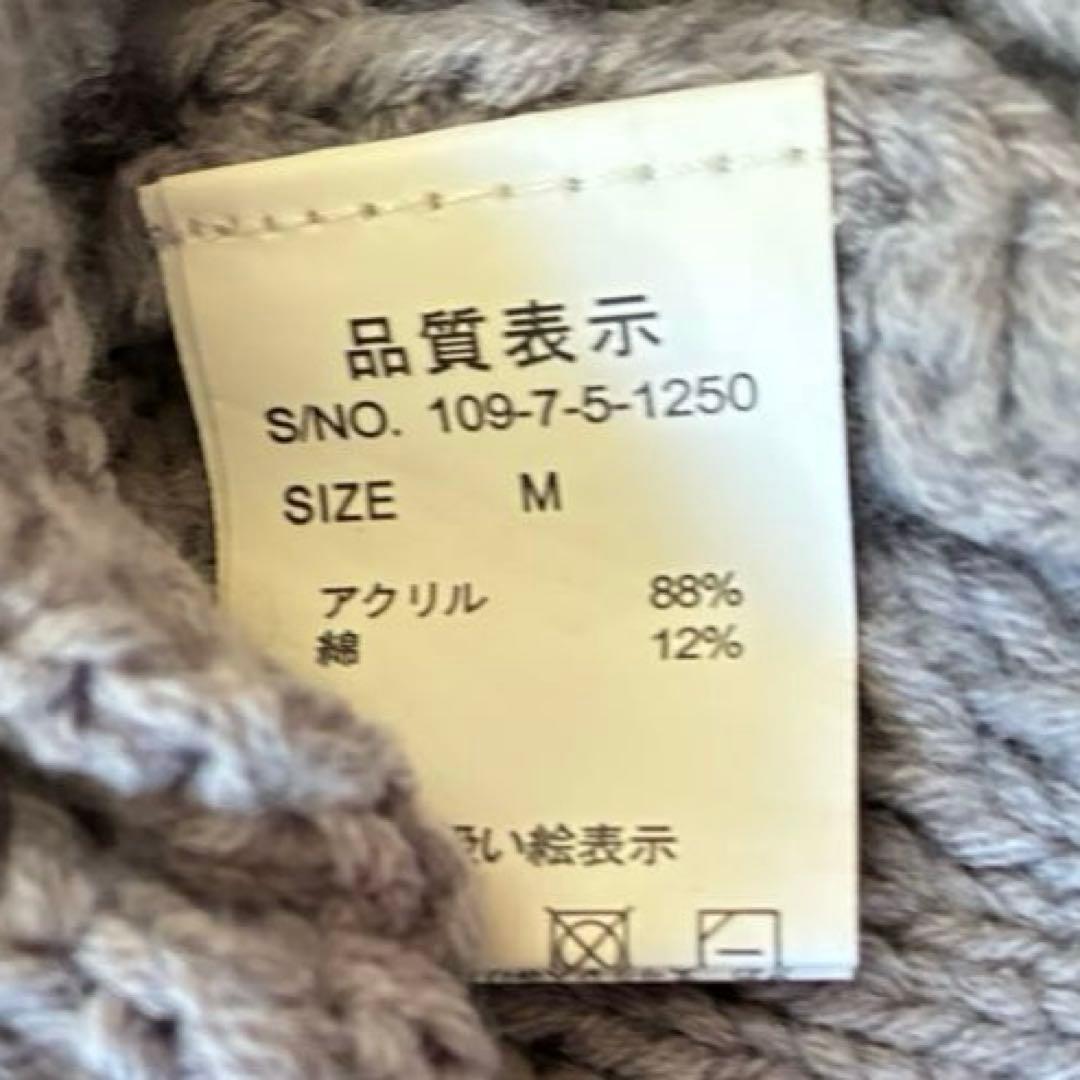 品質表示
S/NO. 109-7-5-1250
SIZE M
アクリル 88%
綿 12%
い絵表示